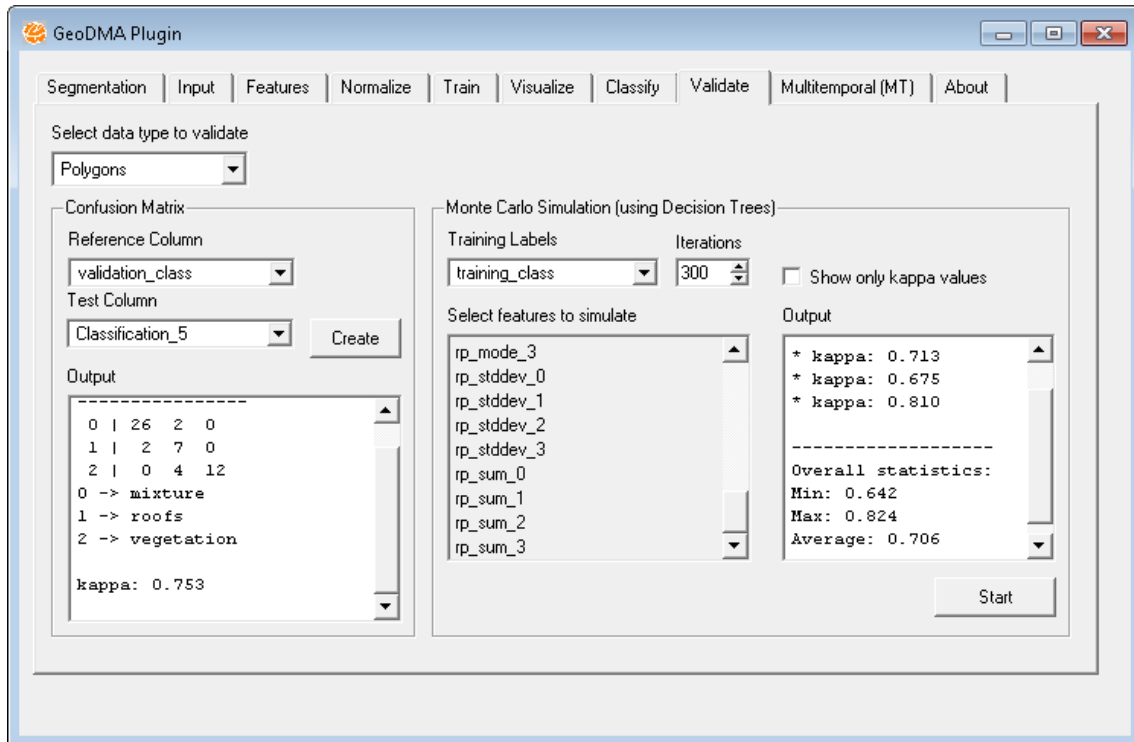 GeoDMA Plugin
Segmentation Input Features Normalize Train Visualize Classify Validate Multitemporal (MT) About
Select data type to validate
Polygons
Confusion Matrix
Reference Column
validation_class
Test Column
Classification_5
Create
Output
----------------
0 | 26 2 0
1 | 2 7 0
2 | 0 4 12
0 -> mixture
1 -> roofs
2 -> vegetation
kappa: 0.753
Monte Carlo Simulation (using Decision Trees)
Training Labels
training_class
Iterations
300
Show only kappa values
Select features to simulate
rp_mode_3
rp_stddev_0
rp_stddev_1
rp_stddev_2
rp_stddev_3
rp_sum_0
rp_sum_1
rp_sum_2
rp_sum_3
Output
* kappa: 0.713
* kappa: 0.675
* kappa: 0.810
-------------------
Overall statistics:
Min: 0.642
Max: 0.824
Average: 0.706
Start